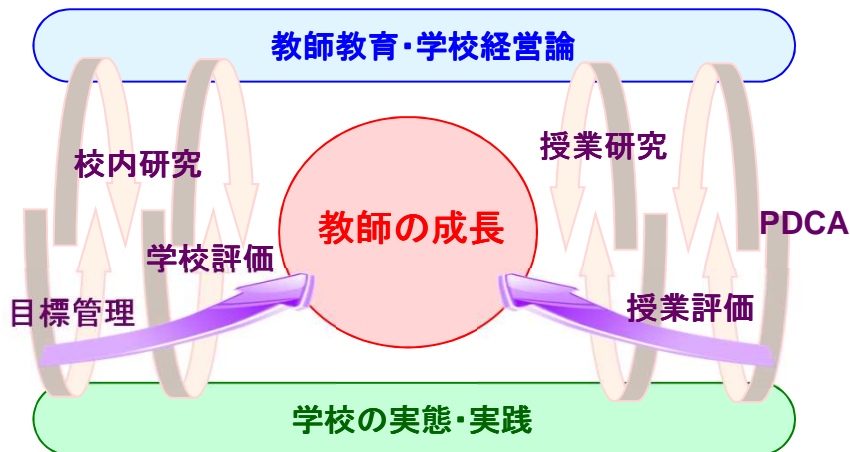 教師教育・学校経営論
校内研究
授業研究
教師の成長
PDCA
学校評価
目標管理
授業評価
学校の実態・実践